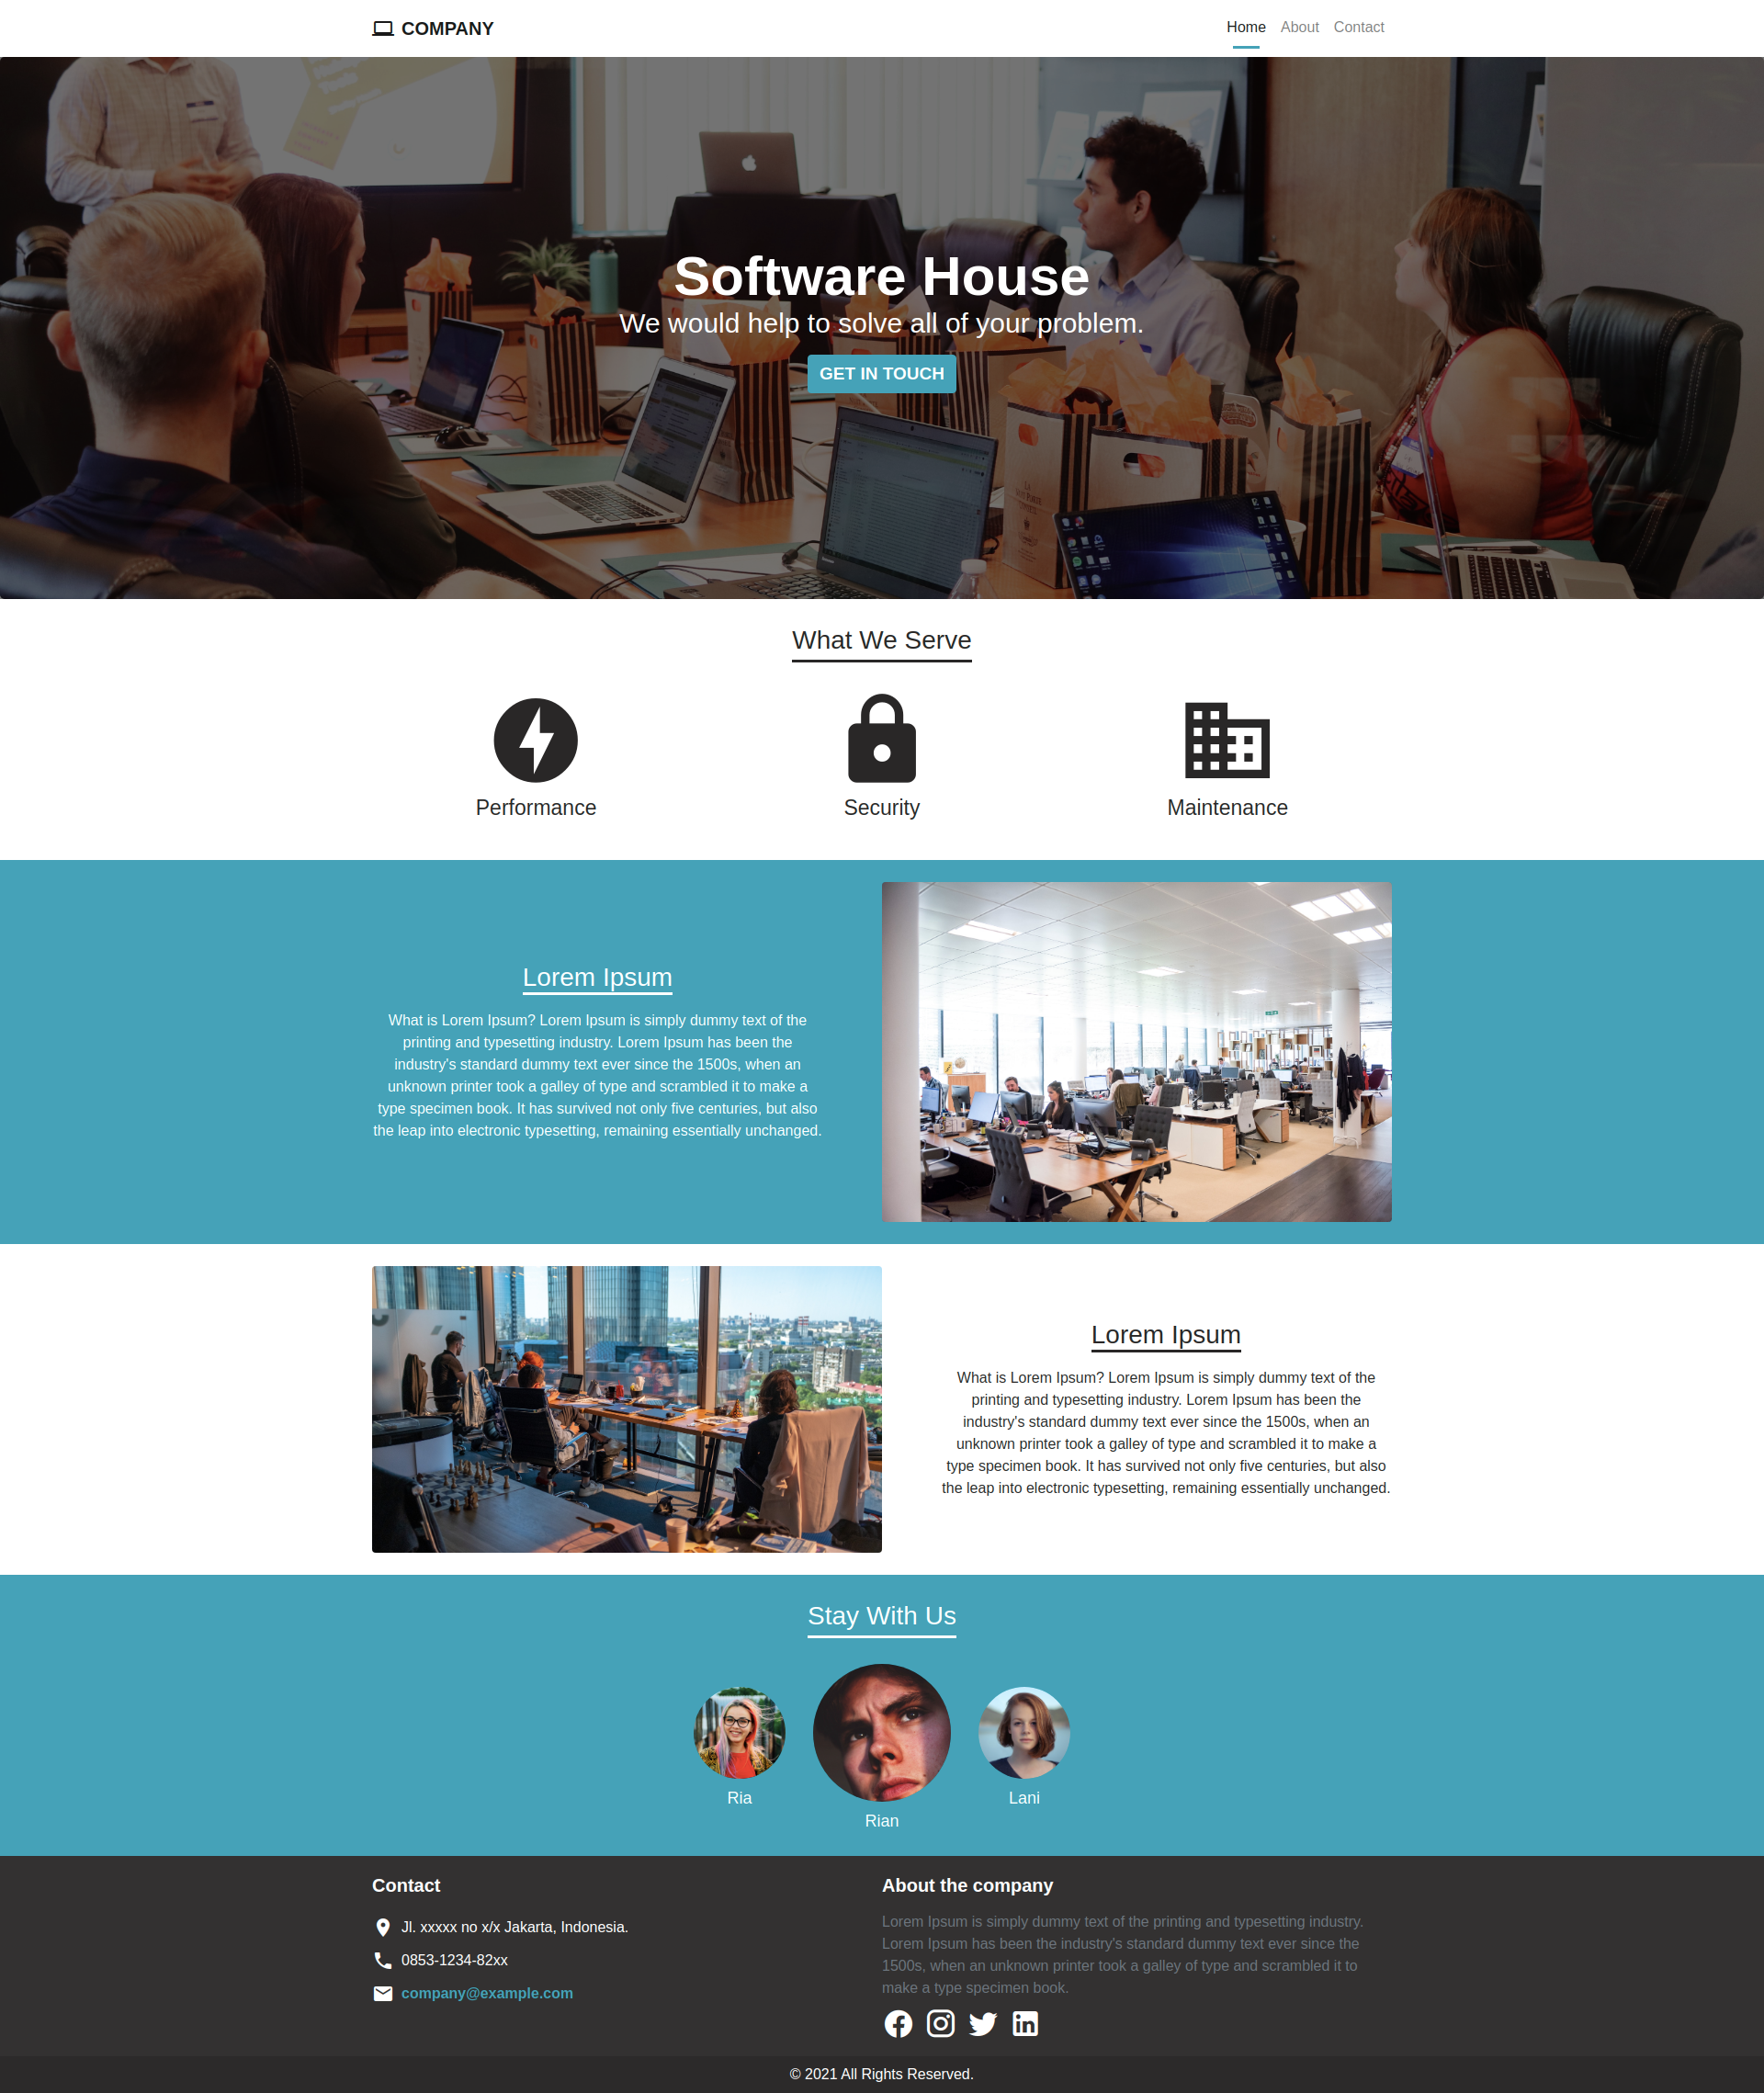 COMPANY
Home About Contact
Software House
We would help to solve all of your problem.
GET IN TOUCH
What We Serve
Performance
Security
Maintenance
Lorem Ipsum
What is Lorem Ipsum? Lorem Ipsum is simply dummy text of the
printing and typesetting industry. Lorem Ipsum has been the
industry's standard dummy text ever since the 1500s, when an
unknown printer took a galley of type and scrambled it to make a
type specimen book. It has survived not only five centuries, but also
the leap into electronic typesetting, remaining essentially unchanged.
Lorem Ipsum
What is Lorem Ipsum? Lorem Ipsum is simply dummy text of the
printing and typesetting industry. Lorem Ipsum has been the
industry's standard dummy text ever since the 1500s, when an
unknown printer took a galley of type and scrambled it to make a
type specimen book. It has survived not only five centuries, but also
the leap into electronic typesetting, remaining essentially unchanged.
Stay With Us
Ria
Rian
Lani
Contact
Jl. xxxxx no x/x Jakarta, Indonesia.
0853-1234-82xx
company@example.com
About the company
Lorem Ipsum is simply dummy text of the printing and typesetting industry.
Lorem Ipsum has been the industry's standard dummy text ever since the
1500s, when an unknown printer took a galley of type and scrambled it to
make a type specimen book.
© 2021 All Rights Reserved.